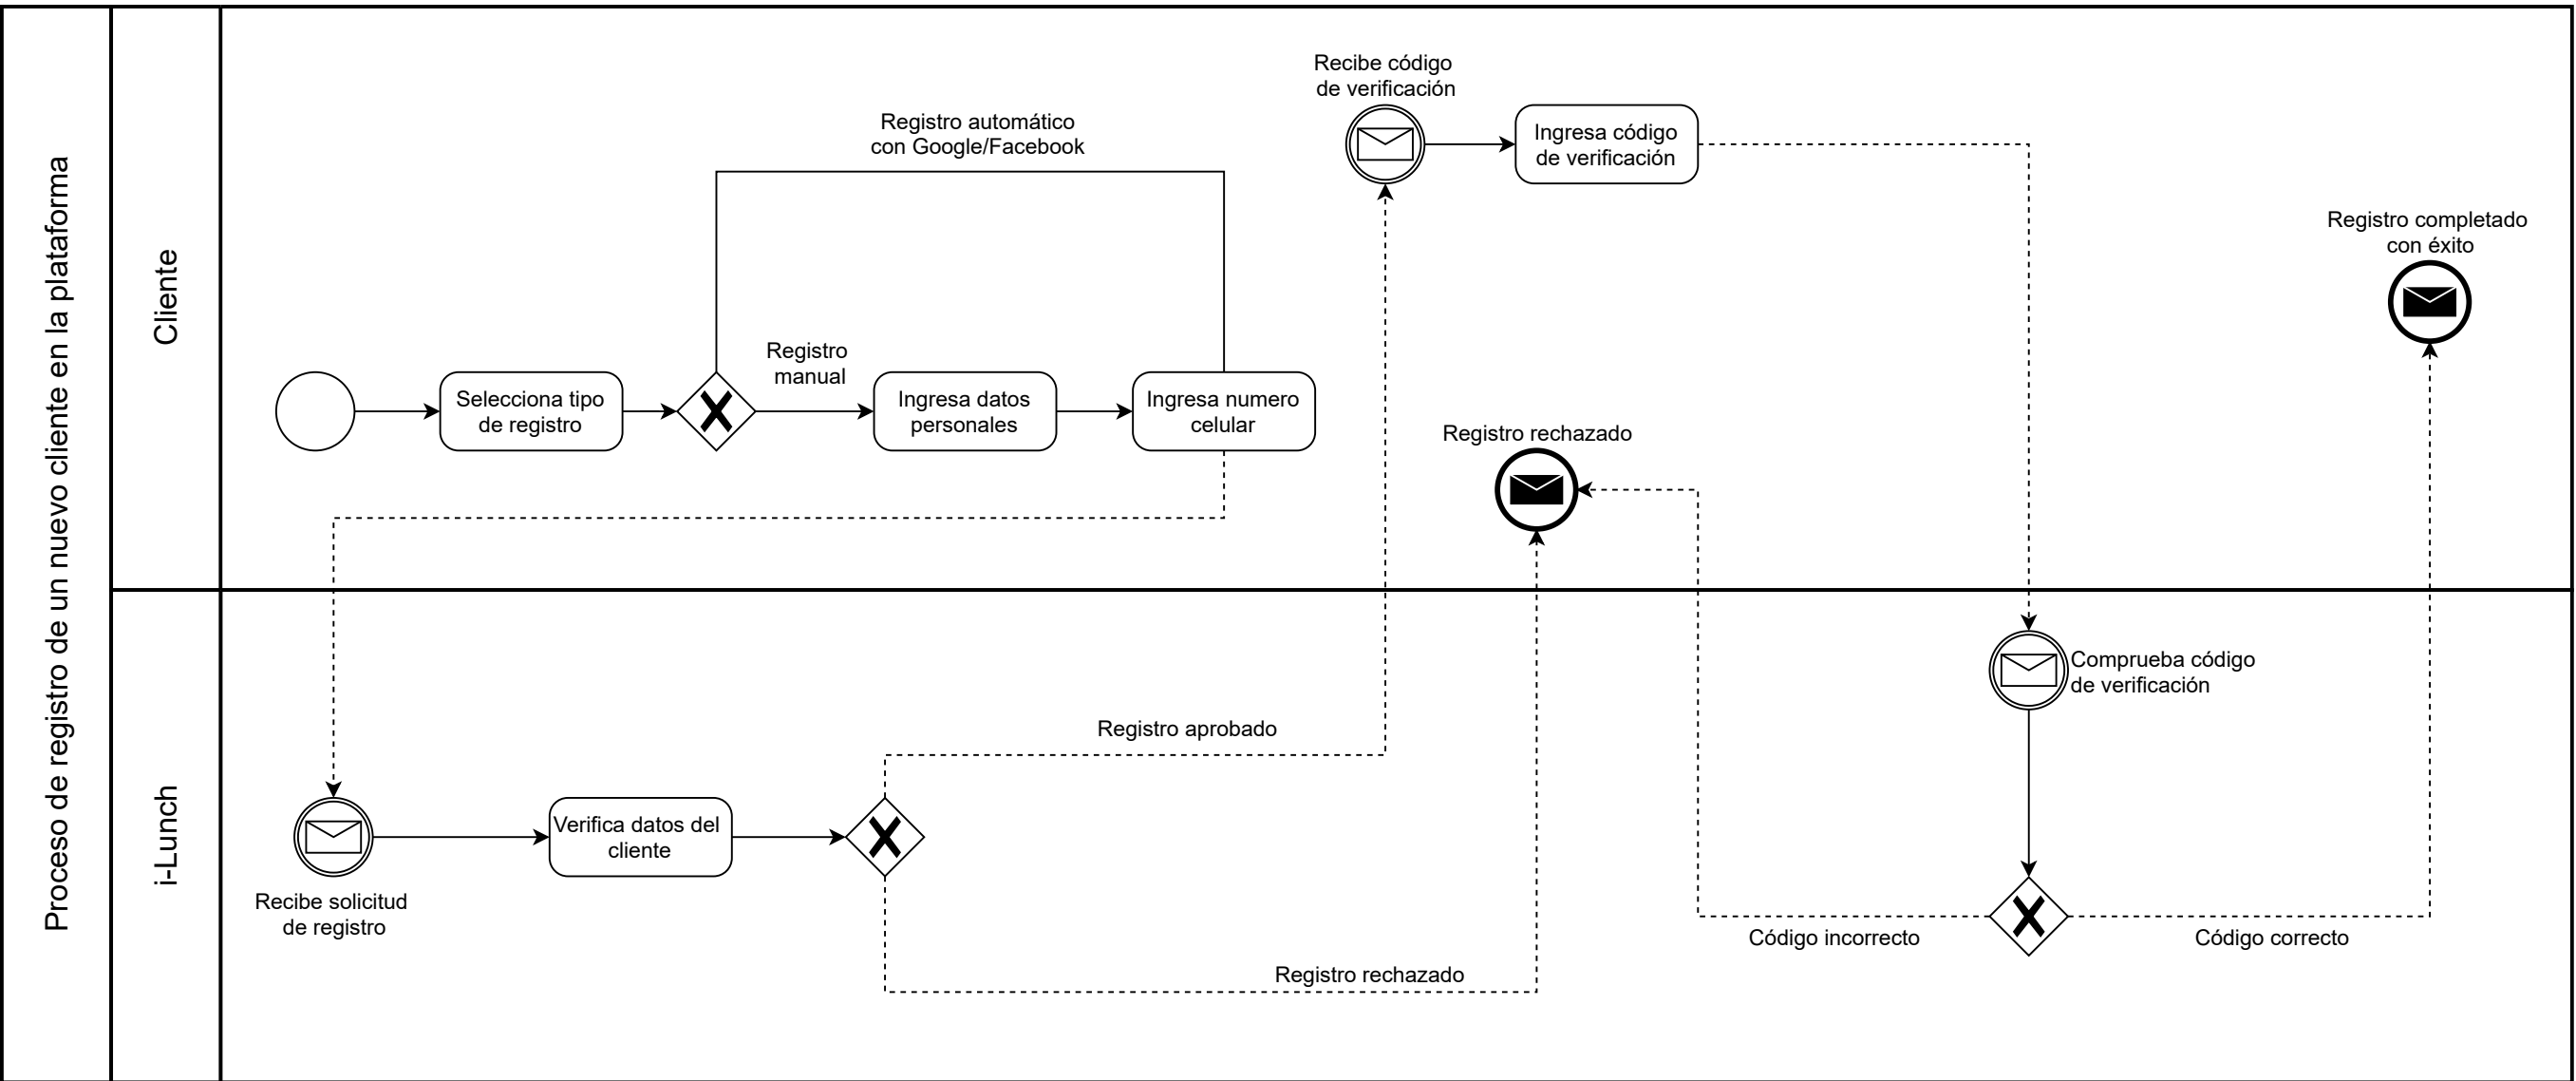 Proceso de registro de un nuevo cliente en la plataforma
Cliente
Selecciona tipo
de registro
Registro automático
con Google/Facebook
Registro
manual
Ingresa datos
personales
Ingresa numero
celular
Recibe código
de verificación
Ingresa código
de verificación
Registro rechazado
Registro completado
con éxito
i-Lunch
Recibe solicitud
de registro
Verifica datos del
cliente
Registro aprobado
Registro rechazado
Comprueba código
de verificación
Código incorrecto
Código correcto